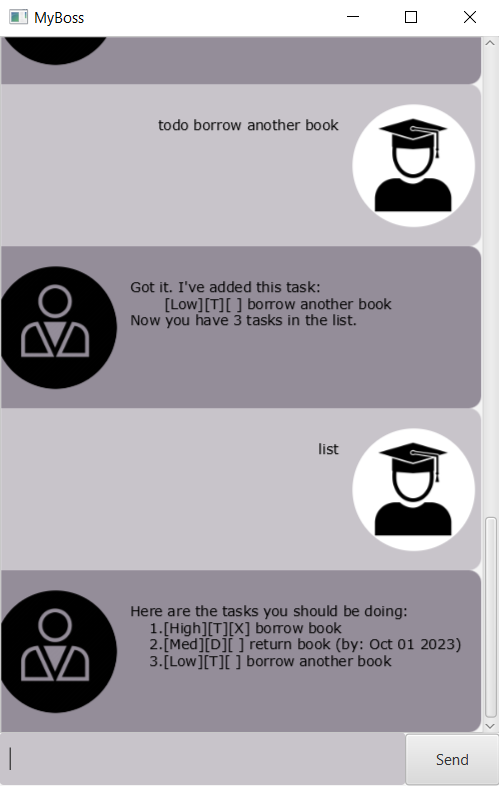 MyBoss
todo borrow another book
Got it. I've added this task:
[Low][T][ ] borrow another book
Now you have 3 tasks in the list.
list
Here are the tasks you should be doing:
1.[High][T][X] borrow book
2.[Med][D][ ] return book (by: Oct 01 2023)
3.[Low][T][ ] borrow another book
Send